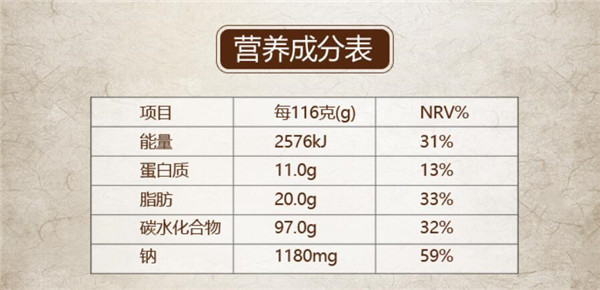 营养成分表
项目 每116克(g) NRV%
能量 2576kJ 31%
蛋白质 11.0g 13%
脂肪 20.0g 33%
碳水化合物 97.0g 32%
钠 1180mg 59%